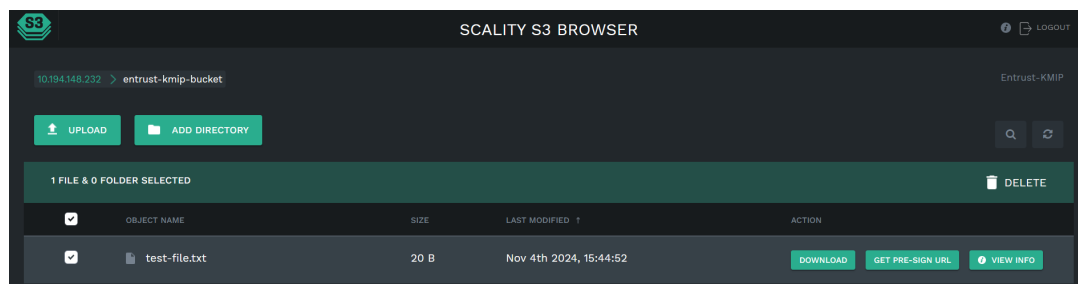 S3 SCALITY S3 BROWSER LOGOUT
10.194.148.232 > entrust-kmip-bucket Entrust-KMIP
UPLOAD ADD DIRECTORY
1 FILE & 0 FOLDER SELECTED DELETE
OBJECT NAME SIZE LAST MODIFIED ↑ ACTION
test-file.txt 20 B Nov 4th 2024, 15:44:52 DOWNLOAD GET PRE-SIGN URL VIEW INFO